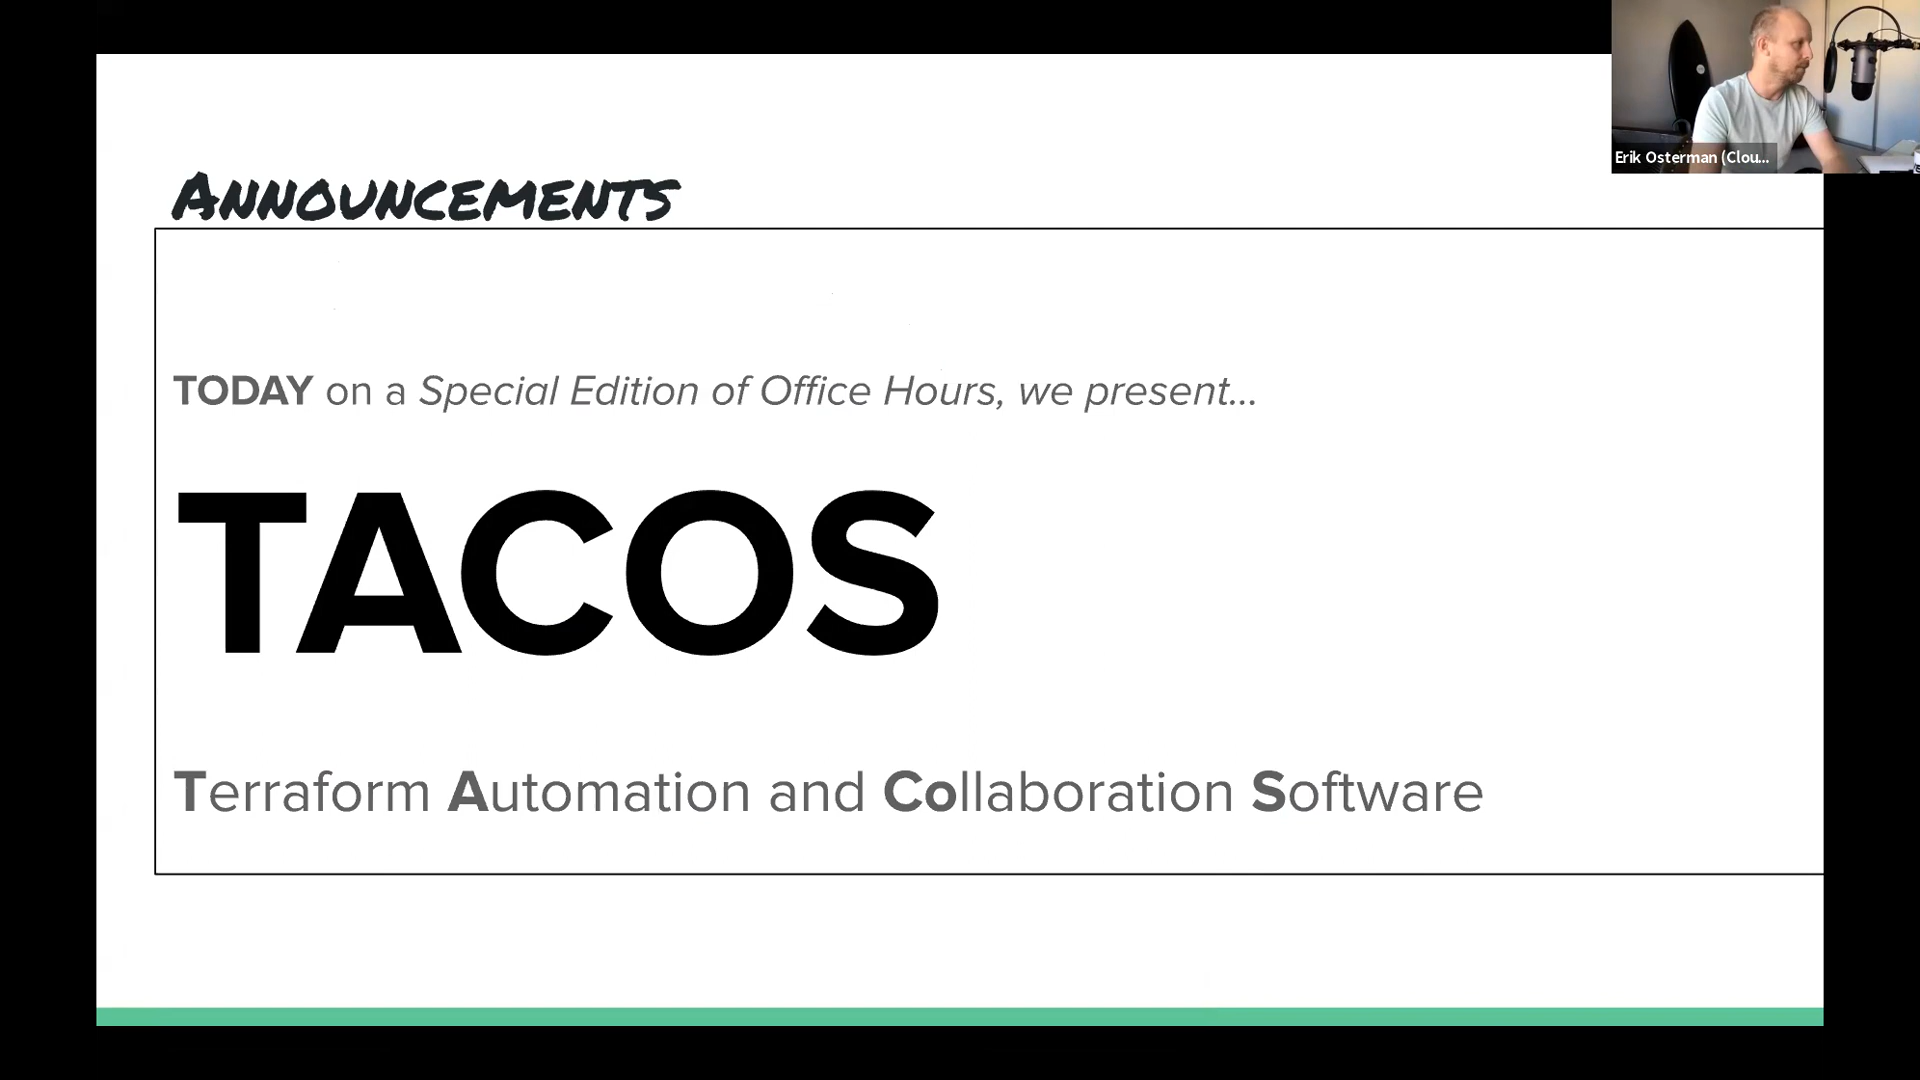 Erik Osterman (Clou...
ANNOUNCEMENTS
TODAY on a Special Edition of Office Hours, we present...
TACOS
Terraform Automation and Collaboration Software